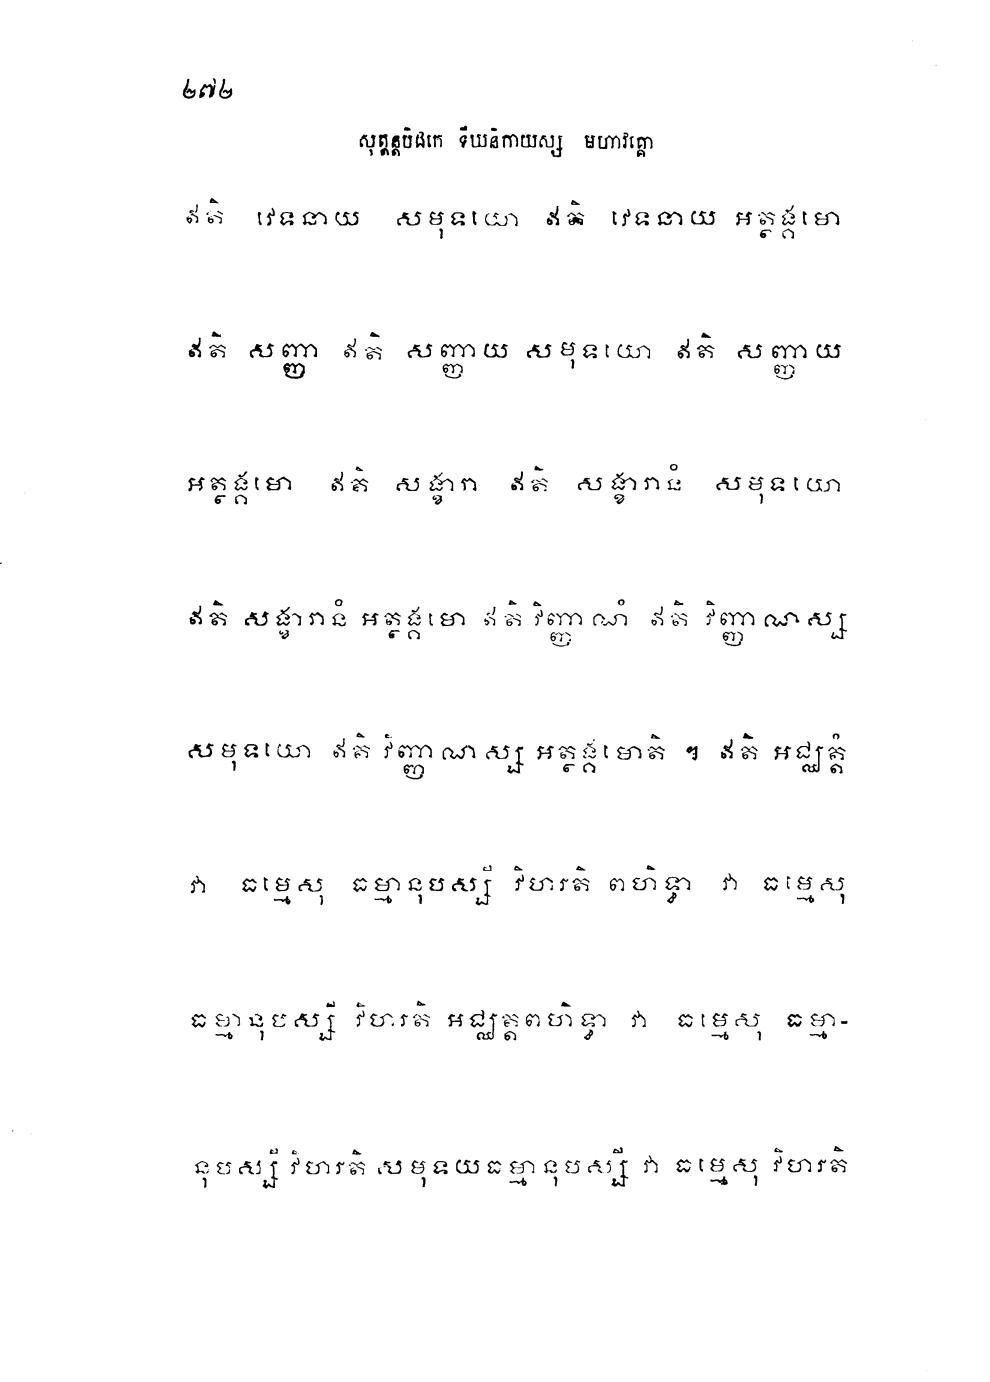 ២៧២
សុត្តន្តបិដកេ ទីឃនិកាយស្ស មហាវគ្គោ
ឥតិ វេទនាយ សមុទយោ ឥតិ វេទនាយ អត្ថង្គមោ
ឥតិ សញ្ញា ឥតិ សញ្ញាយ សមុទយោ ឥតិ សញ្ញាយ
អត្ថង្គមោ ឥតិ សង្ខារា ឥតិ សង្ខារានំ សមុទយោ
ឥតិ សង្ខារានំ អត្ថង្គមោ ឥតិ វិញ្ញាណំ ឥតិ វិញ្ញាណស្ស
សមុទយោ ឥតិ វិញ្ញាណស្ស អត្ថង្គមោតិ ។ ឥតិ អជ្ឈត្តំ
វា ធម្មេសុ ធម្មានុបស្សី វិហរតិ ពហិទ្ធា វា ធម្មេសុ
ធម្មានុបស្សី វិហរតិ អជ្ឈត្តពហិទ្ធា វា ធម្មេសុ ធម្មា-
នុបស្សី វិហរតិ សមុទយធម្មានុបស្សី វា ធម្មេសុ វិហរតិ